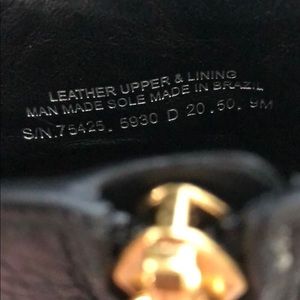 LEATHER UPPER & LINING
MAN MADE SOLE MADE IN BRAZIL
S/N.75425. 5930 D 20.50. 9M